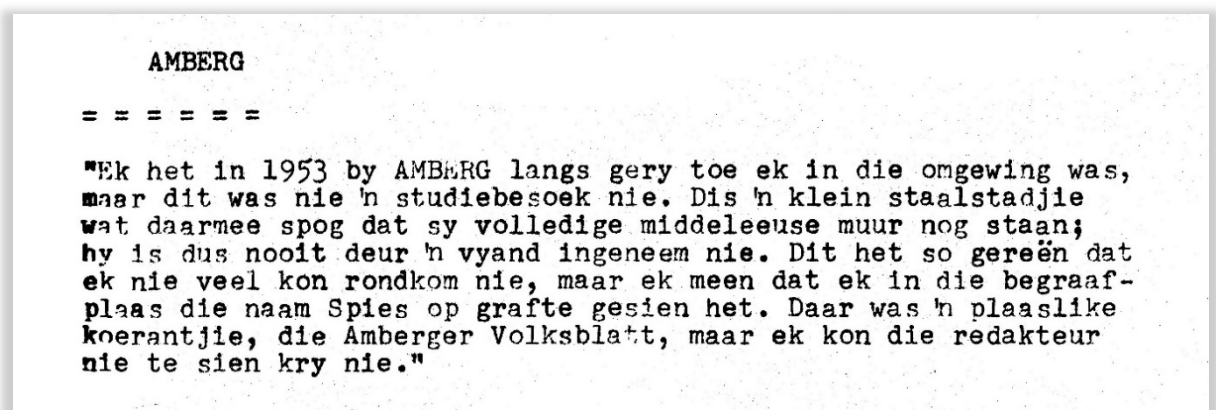 AMBERG
= = = = = =
"Ek het in 1953 by AMBERG langs gery toe ek in die omgewing was,
maar dit was nie 'n studiebesoek nie. Dis 'n klein staalstadjie
wat daarmee spog dat sy volledige middeleeuse muur nog staan;
hy is dus nooit deur 'n vyand ingeneem nie. Dit het so gereën dat
ek nie veel kon rondkom nie, maar ek meen dat ek in die begraaf-
plaas die naam Spies op grafte gesien het. Daar was 'n plaaslike
koerantjie, die Amberger Volksblatt, maar ek kon die redakteur
nie te sien kry nie."